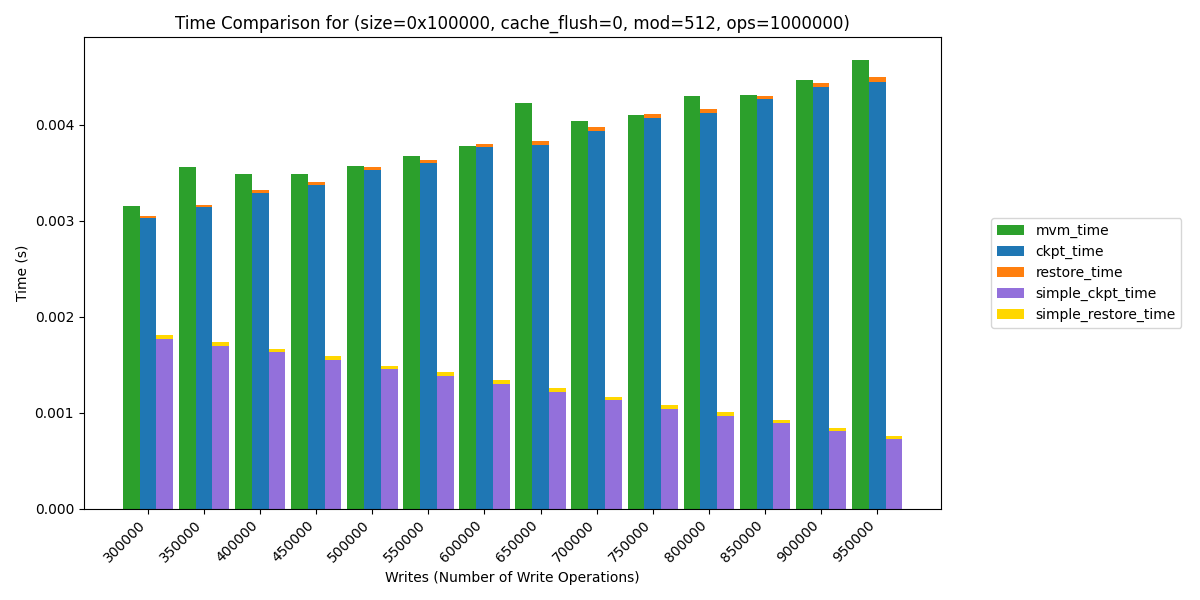 Time Comparison for (size=0x100000, cache_flush=0, mod=512, ops=1000000)
Time (s)
0.004
0.003
0.002
0.001
0.000
300000
350000
400000
450000
500000
550000
600000
650000
700000
750000
800000
850000
900000
950000
Writes (Number of Write Operations)
mvm_time
ckpt_time
restore_time
simple_ckpt_time
simple_restore_time